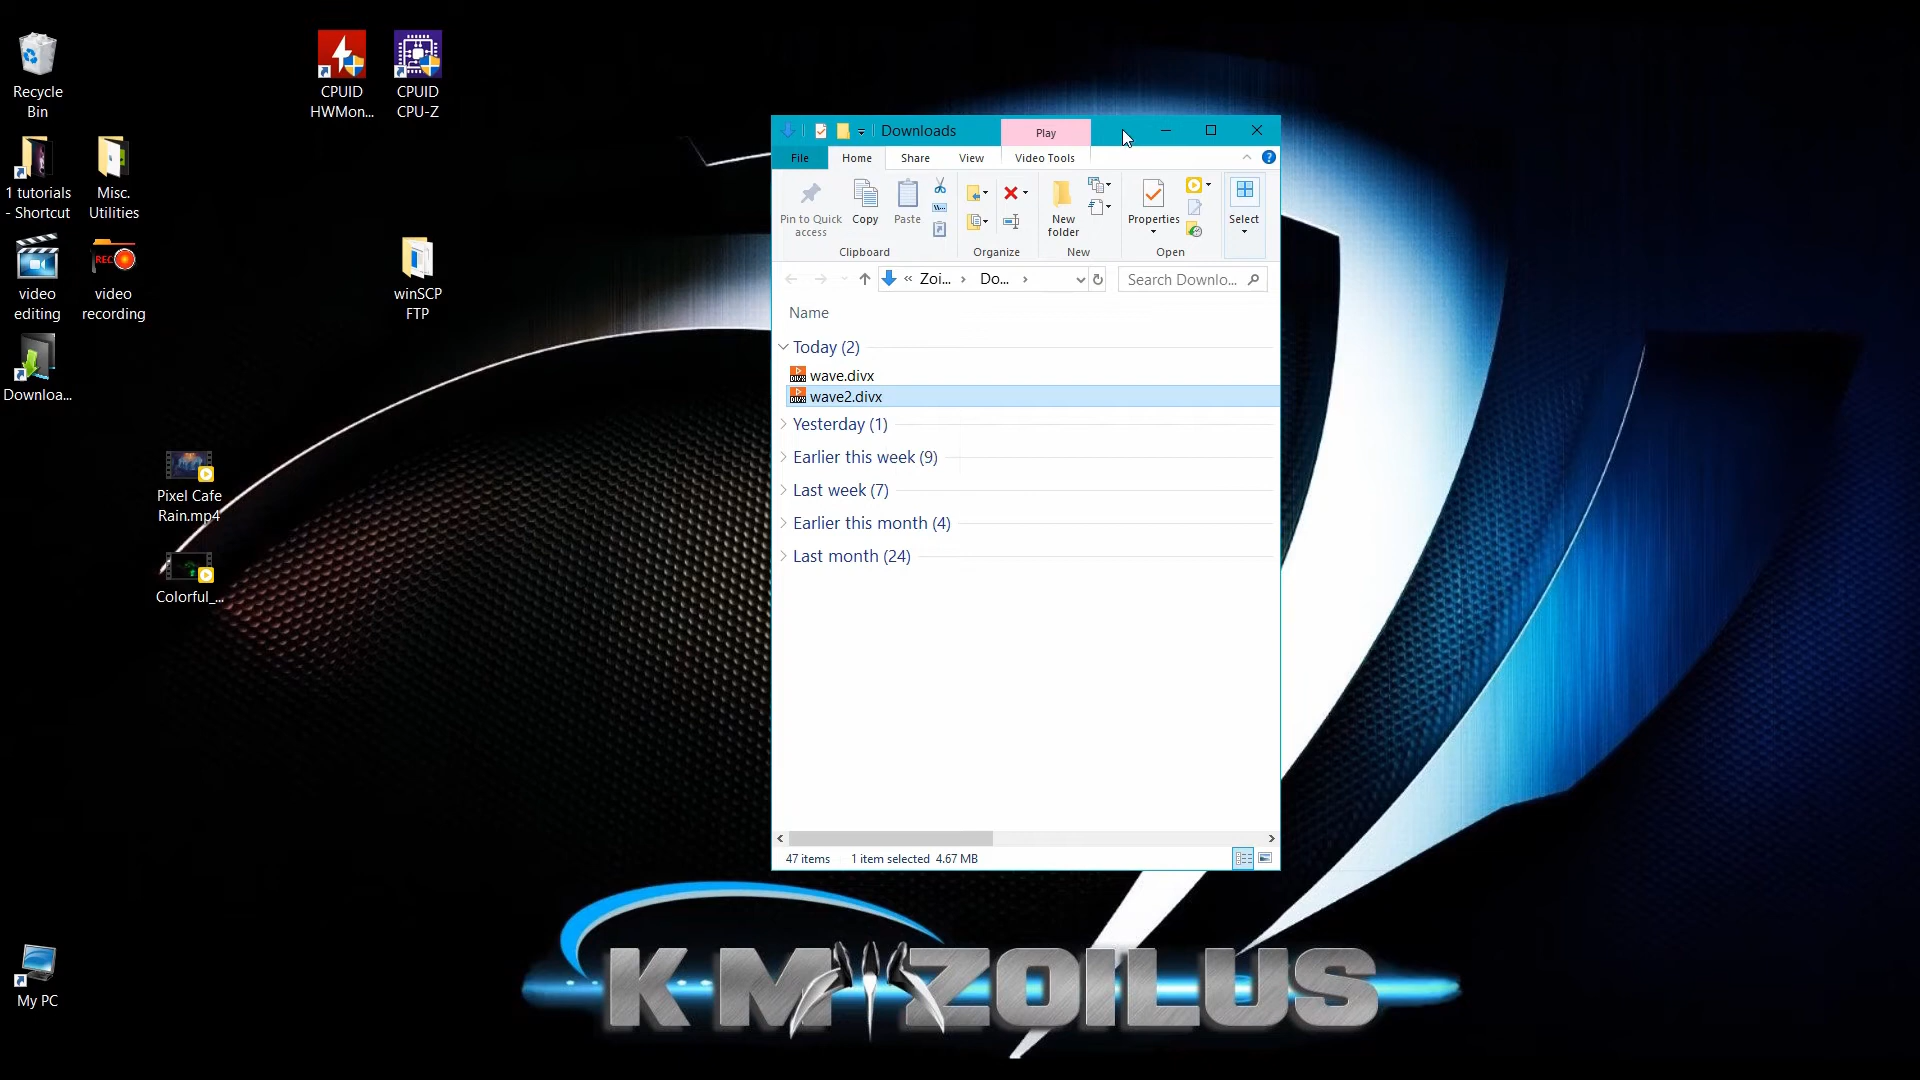 Recycle
Bin
CPUID
HWMon...
CPUID
CPU-Z
1 tutorials
- Shortcut
Misc.
Utilities
video
editing
REC
video
recording
winSCP
FTP
Downloa...
Pixel Cafe
Rain.mp4
Colorful_...
My PC
Downloads
Play
File
Home
Share
View
Video Tools
Pin to Quick
access
Copy
Paste
New
folder
Properties
Select
Clipboard
Organize
New
Open
« Zoi... › Do... ›
Search Downlo...
Name
Today (2)
DIVX wave.divx
DIVX wave2.divx
Yesterday (1)
Earlier this week (9)
Last week (7)
Earlier this month (4)
Last month (24)
47 items 1 item selected 4.67 MB
KM ZOILUS